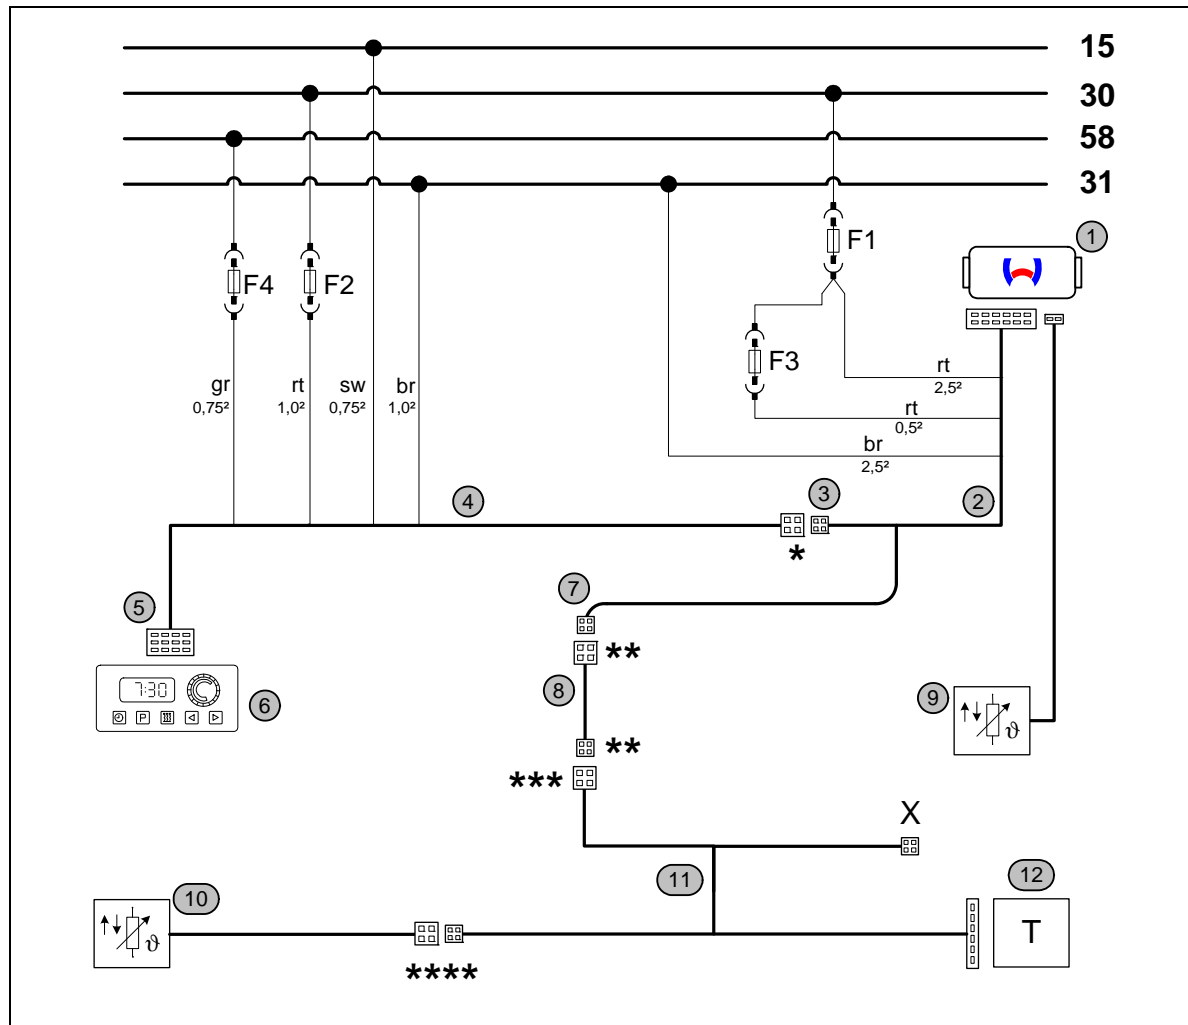 15
30
58
31
F1
1
F4
F2
F3
rt
2,5²
gr
0,75²
rt
1,0²
sw
0,75²
br
1,0²
rt
0,5²
br
2,5²
4
3
2
*
5
7
**
7:30
P
6
8
9
ϑ
**
***
X
11
12
10
ϑ
T
****